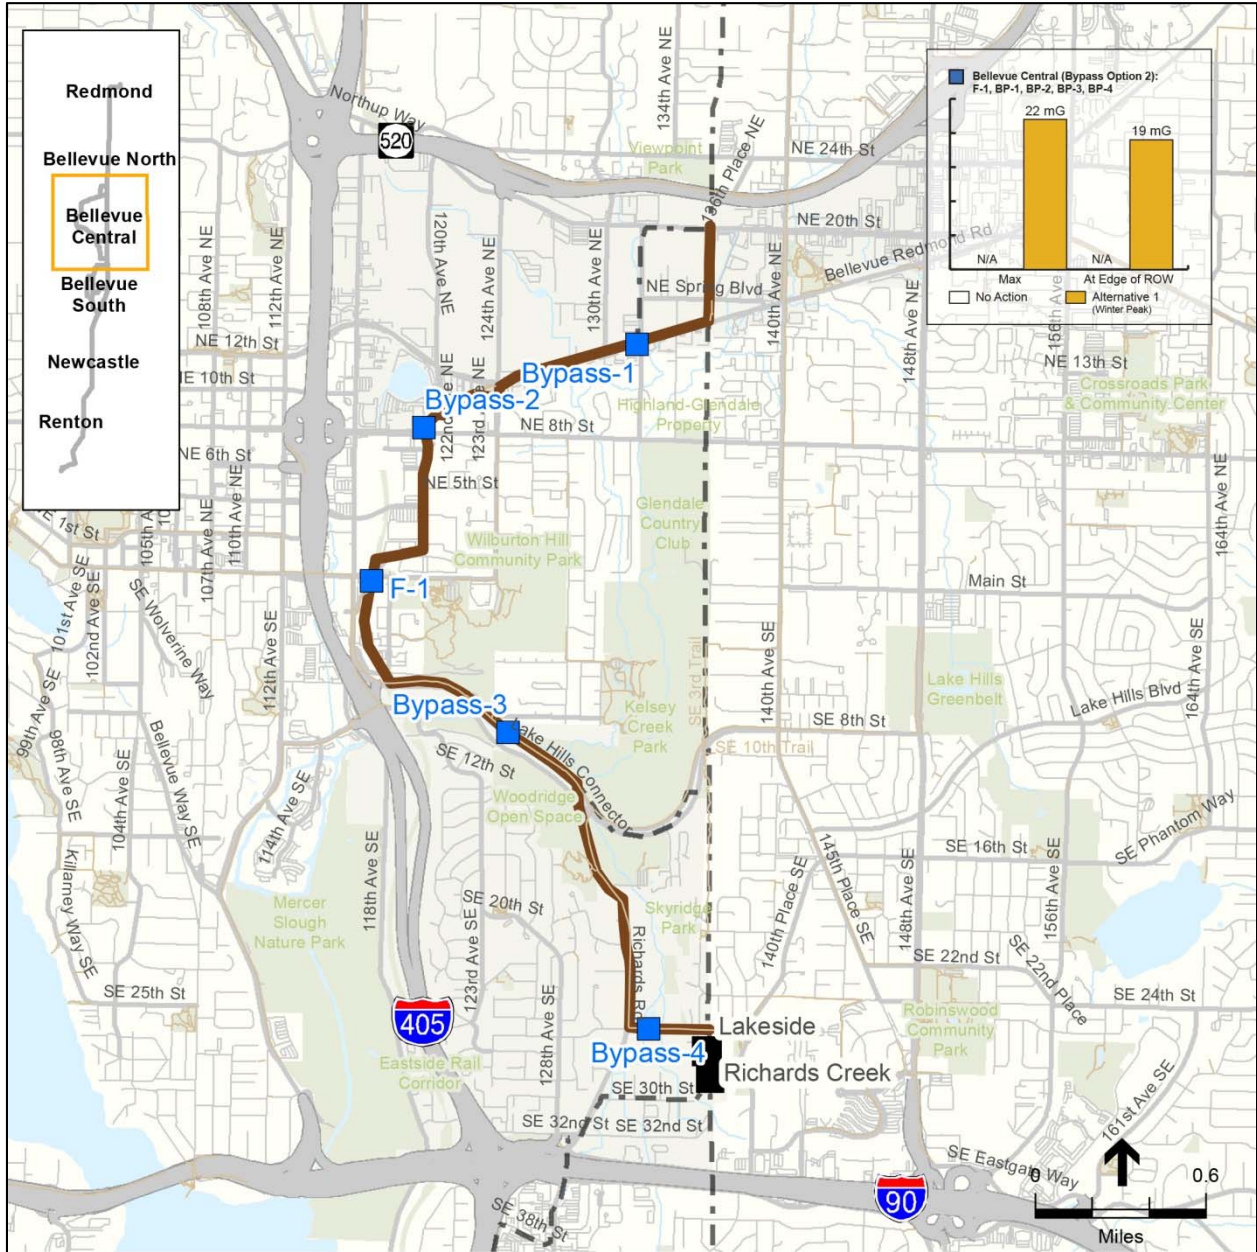 Redmond
Bellevue North
Bellevue
Central
Bellevue
South
Newcastle
Renton
Bellevue Central (Bypass Option 2):
F-1, BP-1, BP-2, BP-3, BP-4
22 mG
19 mG
N/A
N/A
Max
At Edge of ROW
No Action
Alternative 1
(Winter Peak)
Northup Way
520
134th Ave NE
Viewpoint
Park
136th Place NE
NE 24th St
NE 20th St
Bellevue Redmond Rd
108th Ave NE
112th Ave NE
120th Ave NE
124th Ave NE
130th Ave NE
NE Spring Blvd
140th Ave NE
148th Ave NE
156th Ave NE
NE 12th St
NE 13th St
NE 10th St
Bypass-1
Bypass-2
122nd Ave NE
123rd Ave NE
Highland-Glendale
Property
NE 8th St
Crossroads Park
& Community Center
NE 6th St
NE 5th St
110th Ave NE
107th Ave NE
NE 1st St
Glendale
Country
Club
Wilburton Hill
Community Park
164th Ave NE
F-1
Main St
101st Ave SE
102nd Ave SE
SE Wolverine Way
112th Ave SE
SE 3rd Trail
140th Ave SE
Lake Hills
Greenbelt
Lake Hills Blvd
164th Ave SE
Bypass-3
Kelsey
Creek
Park
SE 8th St
SE 10th Trail
99th Ave SE
98th Ave SE
104th Ave SE
Bellevue Way SE
114th Ave SE
SE 12th St
Lake Hills Connector
Woodridge
Open Space
SE 16th St
SE Phantom Way
Killarney Way SE
Mercer
Slough
Nature Park
118th Ave SE
SE 20th St
123rd Ave SE
Skyridge
Park
Richards Rd
140th Place SE
145th Place SE
148th Ave SE
156th Ave SE
SE 22nd St
SE 22nd Place
SE 24th St
SE 25th St
405
128th Ave SE
Bypass-4
Lakeside
Richards Creek
Robinswood
Community
Park
Eastside Rail
Corridor
SE 30th St
SE 32nd St
SE 32nd St
161st Ave SE
SE Eastgate Way
SE 38th St
90
0
0.6
Miles